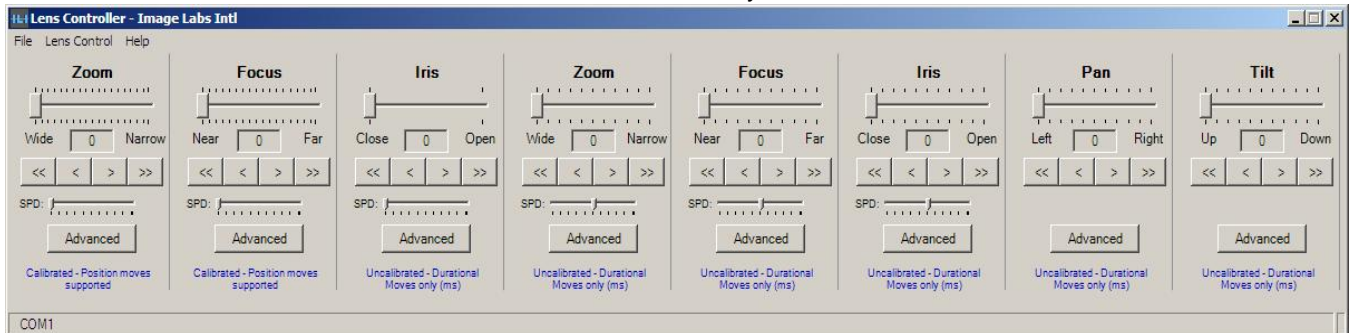 Lens Controller - Image Labs Intl
File Lens Control Help
Zoom Focus Iris Zoom Focus Iris Pan Tilt
Wide 0 Narrow Near 0 Far Close 0 Open Wide 0 Narrow Near 0 Far Close 0 Open Left 0 Right Up 0 Down
<< < > >> << < > >> << < > >> << < > >> << < > >> << < > >> << < > >> << < > >>
SPD: SPD: SPD: SPD: SPD: SPD:
Advanced Advanced Advanced Advanced Advanced Advanced Advanced Advanced
Calibrated - Position moves Calibrated - Position moves Uncalibrated - Durational Uncalibrated - Durational Uncalibrated - Durational Uncalibrated - Durational Uncalibrated - Durational Uncalibrated - Durational
supported supported Moves only (ms) Moves only (ms) Moves only (ms) Moves only (ms) Moves only (ms) Moves only (ms)
COM1